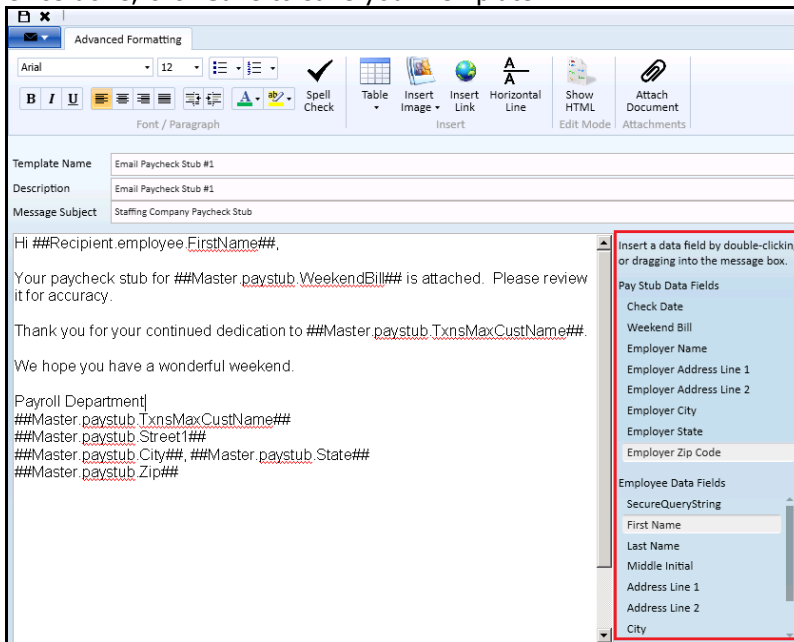 Advanced Formatting
Arial 12
B I U A ab Spell Check
Table Insert Image Insert Link A A Horizontal Line
Show HTML
Attach Document
Font / Paragraph Insert Edit Mode Attachments
Template Name Email Paycheck Stub #1
Description Email Paycheck Stub #1
Message Subject Staffing Company Paycheck Stub
Hi ##Recipient.employee.FirstName##,
Your paycheck stub for ##Master.paystub.WeekendBill## is attached. Please review
it for accuracy.
Thank you for your continued dedication to ##Master.paystub.TxnsMaxCustName##.
We hope you have a wonderful weekend.
Payroll Department
##Master.paystub.TxnsMaxCustName##
##Master.paystub.Street1##
##Master.paystub.City##, ##Master.paystub.State##
##Master.paystub.Zip##
Insert a data field by double-clickin
or dragging into the message box.
Pay Stub Data Fields
Check Date
Weekend Bill
Employer Name
Employer Address Line 1
Employer Address Line 2
Employer City
Employer State
Employer Zip Code
Employee Data Fields
SecureQueryString
First Name
Last Name
Middle Initial
Address Line 1
Address Line 2
City